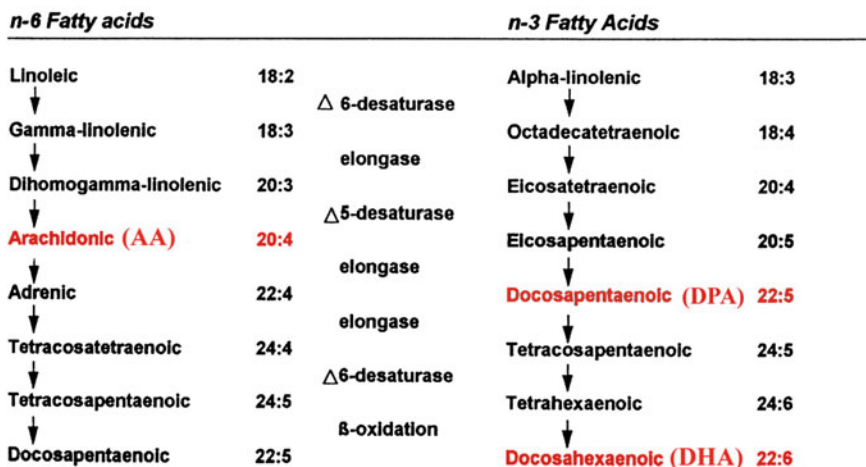 n-6 Fatty acids n-3 Fatty Acids
Linoleic 18:2 Alpha-linolenic 18:3
△ 6-desaturase
Gamma-linolenic 18:3 Octadecatetraenoic 18:4
elongase
Dihomogamma-linolenic 20:3 Eicosatetraenoic 20:4
△5-desaturase
Arachidonic (AA) 20:4 Eicosapentaenoic 20:5
elongase
Adrenic 22:4 Docosapentaenoic (DPA) 22:5
elongase
Tetracosatetraenoic 24:4 Tetracosapentaenoic 24:5
△6-desaturase
Tetracosapentaenoic 24:5 Tetrahexaenoic 24:6
ß-oxidation
Docosapentaenoic 22:5 Docosahexaenoic (DHA) 22:6